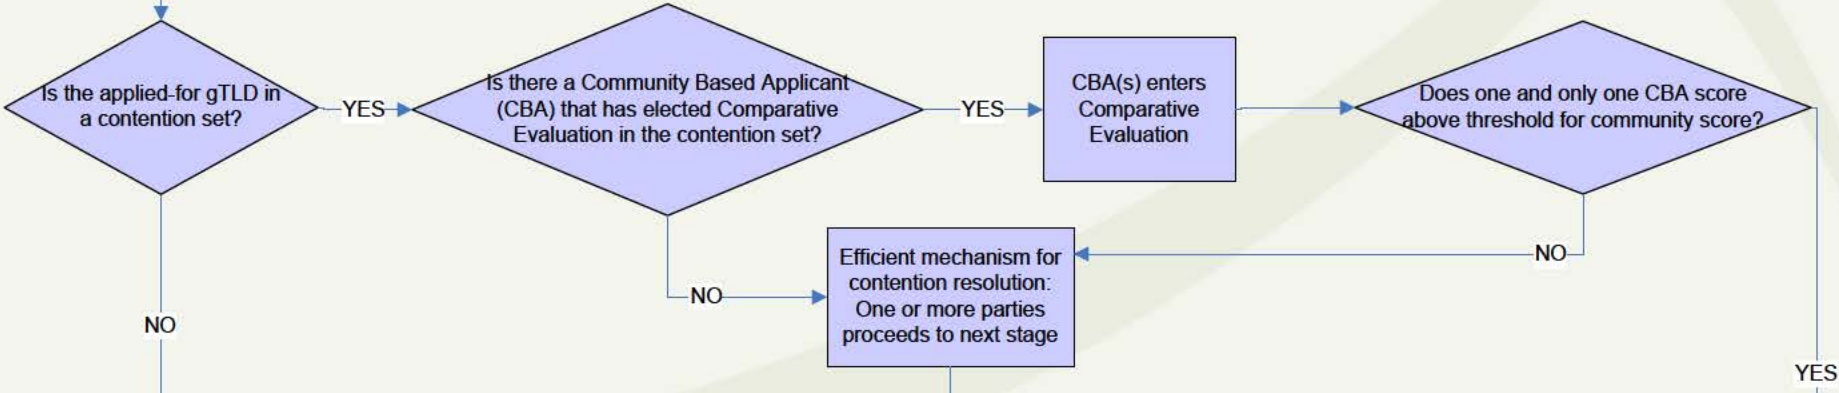 Is the applied-for gTLD in
a contention set?
YES
Is there a Community Based Applicant
(CBA) that has elected Comparative
Evaluation in the contention set?
YES
CBA(s) enters
Comparative
Evaluation
Does one and only one CBA score
above threshold for community score?
NO
Efficient mechanism for
contention resolution:
One or more parties
proceeds to next stage
NO
NO
YES